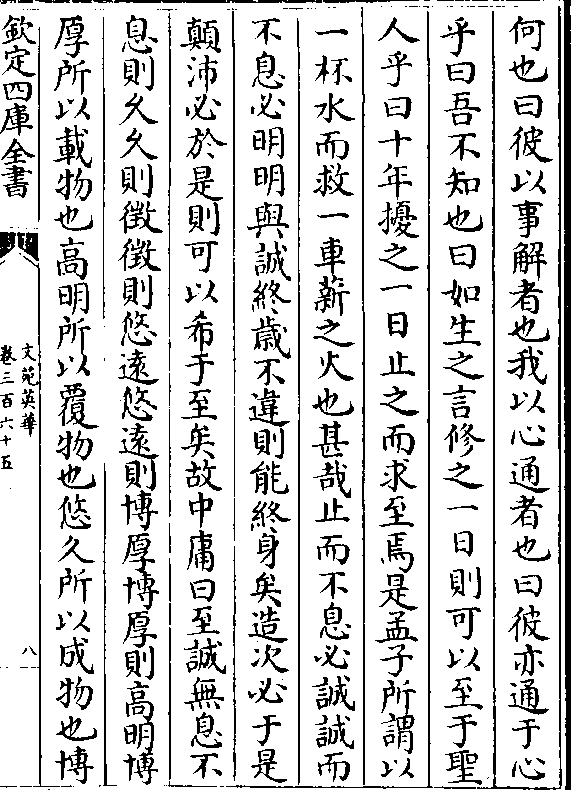 何也曰彼以事解者也我以心通者也曰彼亦通于心
乎曰吾不知也曰如生之言修之一日則可以至于聖
人乎曰十年擾之一日止之而求至焉是孟子所謂以
一杯水而救一車薪之火也甚哉止而不息必誠誠而
不息必明明與誠終歲不違則能終身矣造次必于是
顛沛必於是則可以希于至矣故中庸曰至誠無息不
息則久久則徴徴則悠遠悠遠則博厚博厚則高明博
厚所以載物也高明所以覆物也悠久所以成物也博
欽定四庫全書
文苑英華
卷三百六十五
八